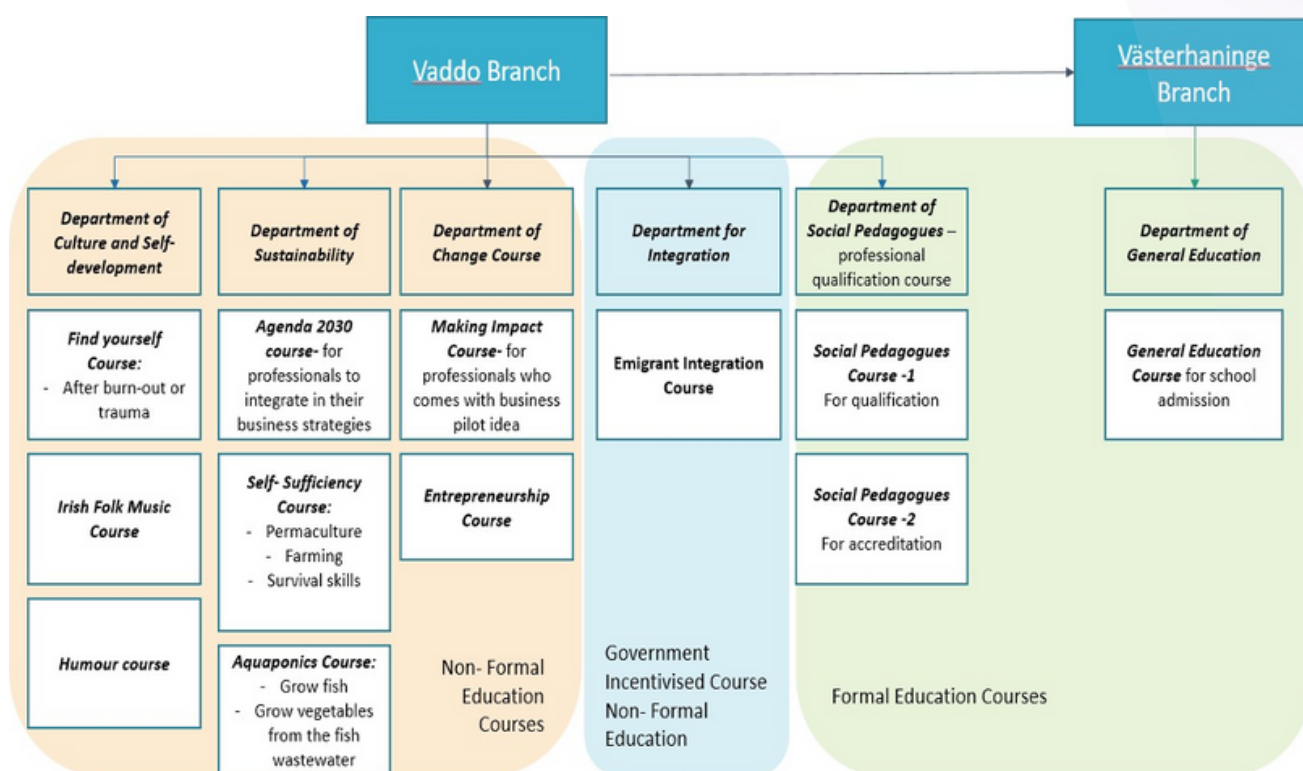 Vaddo Branch
Västerhaninge
Branch
Department of
Culture and Self-
development
Department of
Sustainability
Department of
Change Course
Department for
Integration
Department of
Social Pedagogues –
professional
qualification course
Department of
General Education
Find yourself
Course:
- After burn-out or
trauma
Irish Folk Music
Course
Humour course
Agenda 2030
course- for
professionals to
integrate in their
business strategies
Self- Sufficiency
Course:
- Permaculture
- Farming
- Survival skills
Aquaponics Course:
- Grow fish
- Grow vegetables
from the fish
wastewater
Making Impact
Course- for
professionals who
comes with business
pilot idea
Entrepreneurship
Course
Non- Formal
Education
Courses
Emigrant Integration
Course
Government
Incentivised Course
Non- Formal
Education
Social Pedagogues
Course -1
For qualification
Social Pedagogues
Course -2
For accreditation
General Education
Course for school
admission
Formal Education Courses